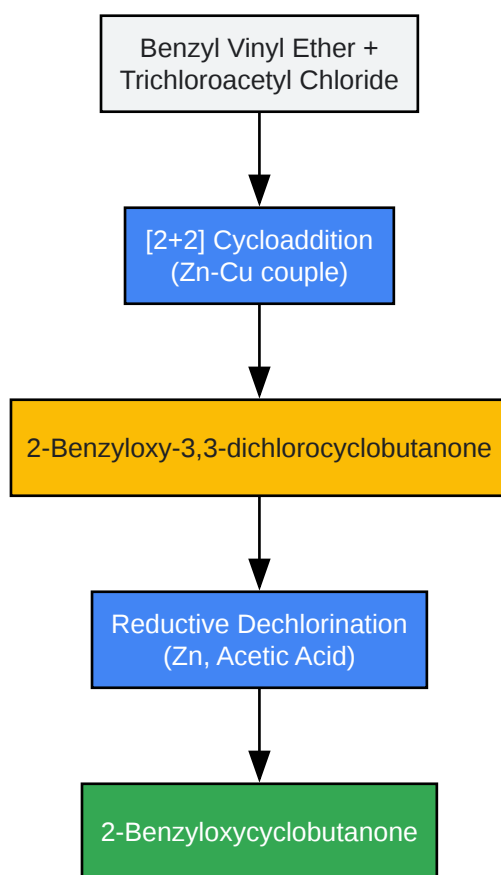 Benzyl Vinyl Ether +
Trichloroacetyl Chloride
[2+2] Cycloaddition
(Zn-Cu couple)
2-Benzyloxy-3,3-dichlorocyclobutanone
Reductive Dechlorination
(Zn, Acetic Acid)
2-Benzyloxycyclobutanone